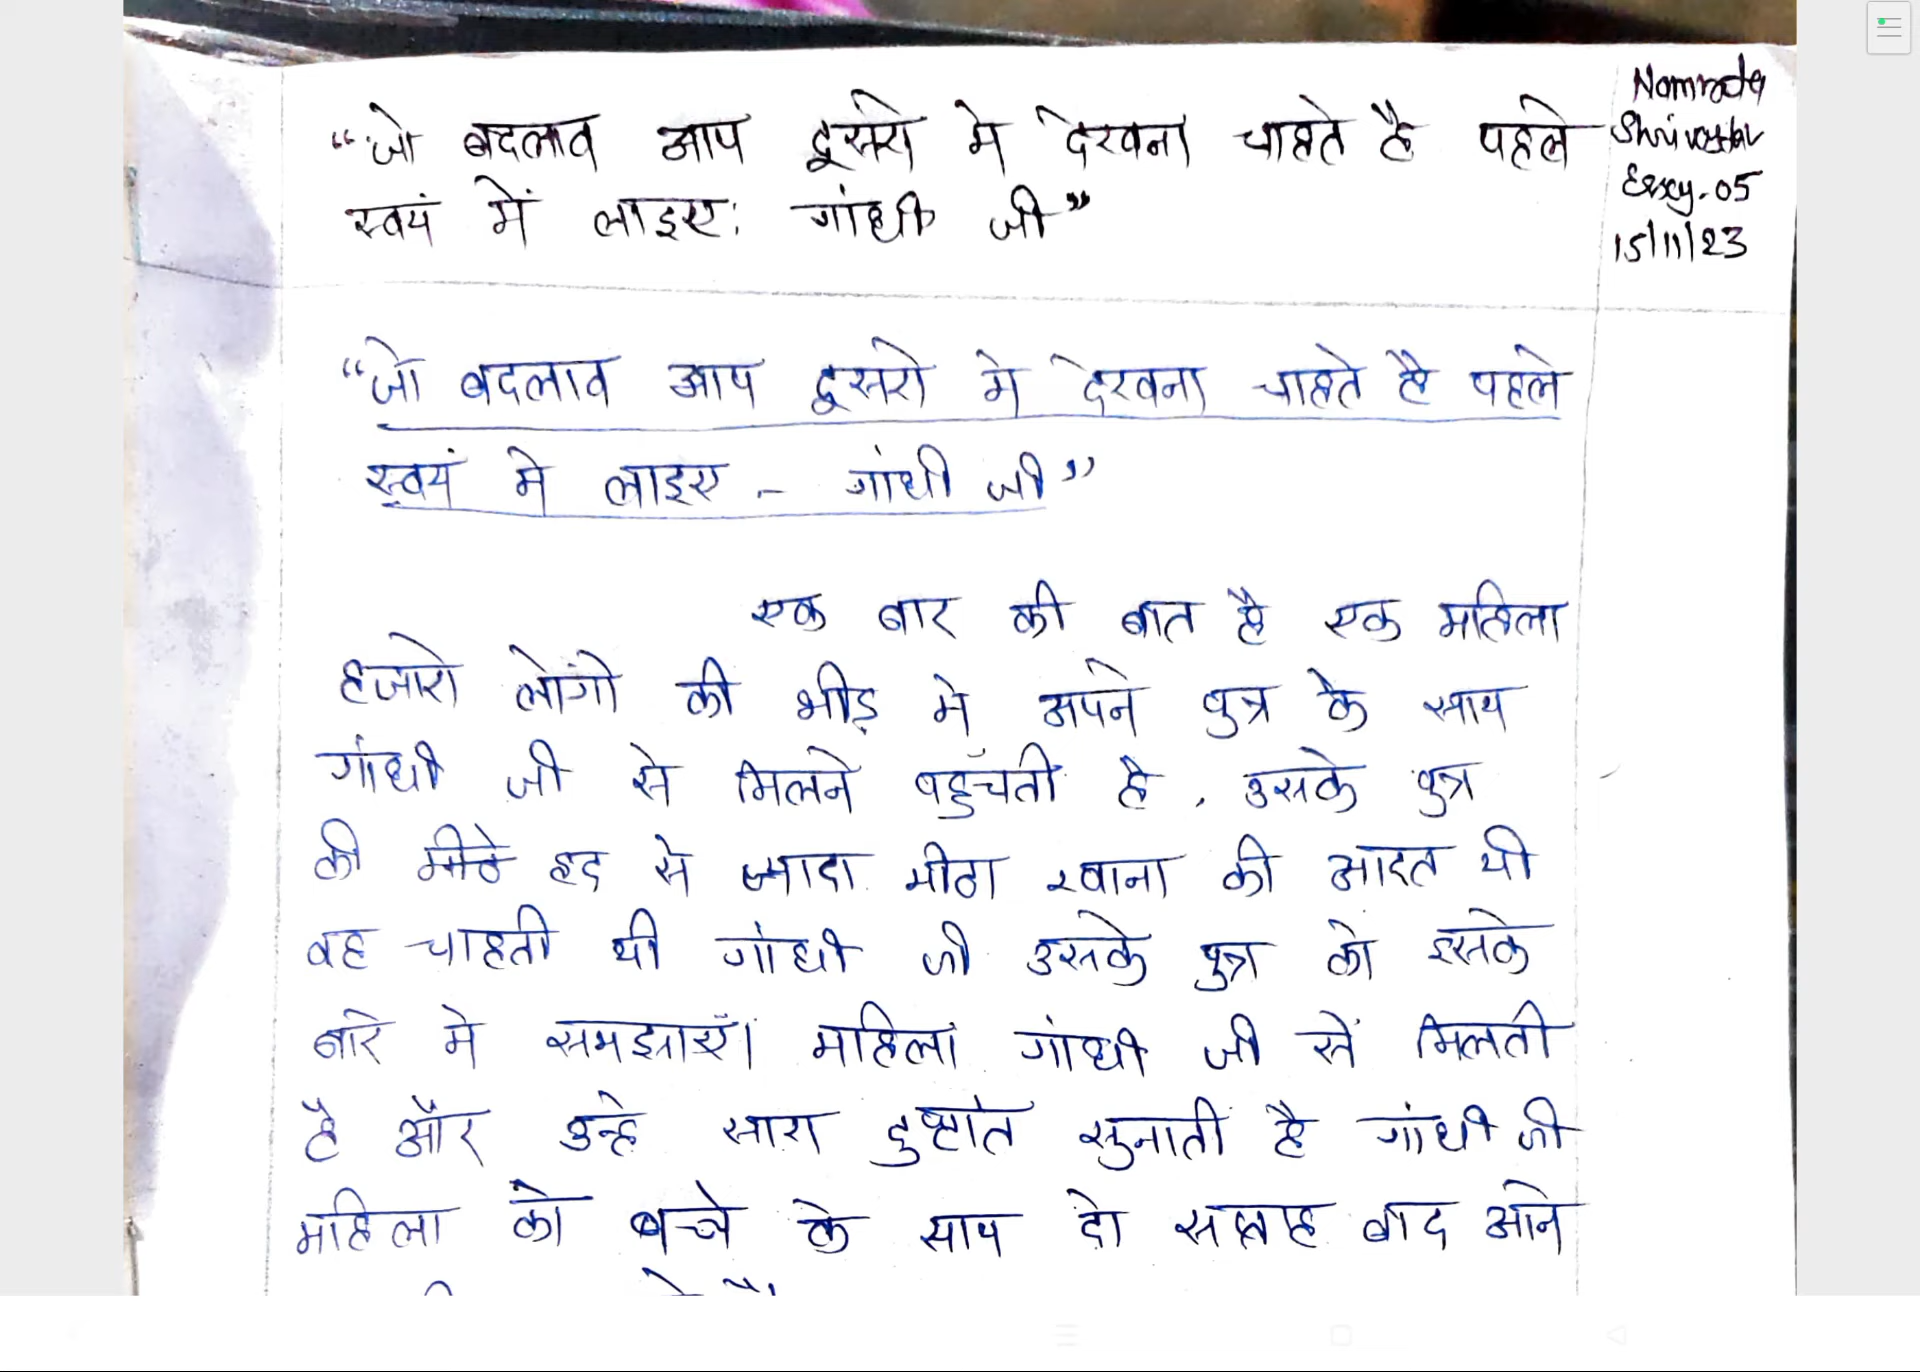 Namrata
Shrivastav
Essay.05
15/11/23
“जो बदलाव आप दूसरो मे देखना चाहते है पहले
स्वयं में लाइए: गांधी जी”
“जो बदलाव आप दूसरो मे देखना चाहते है पहले
स्वयं मे लाइए - गांधी जी”
एक बार की बात है एक महिला
हजारो लोगों की भीड़ मे अपने पुत्र के साथ
गांधी जी से मिलने पहुँचती है, उसके पुत्र
की हद से ज्यादा मीठा खाना की आदत थी
वह चाहती थी गांधी जी उसके पुत्र को इसके
बारे मे समझाएँ। महिला गांधी जी सें मिलती
है और उन्हे सारा दुष्टांत सुनाती है गांधी जी
महिला को बच्चे के साथ दो सप्ताह बाद आने